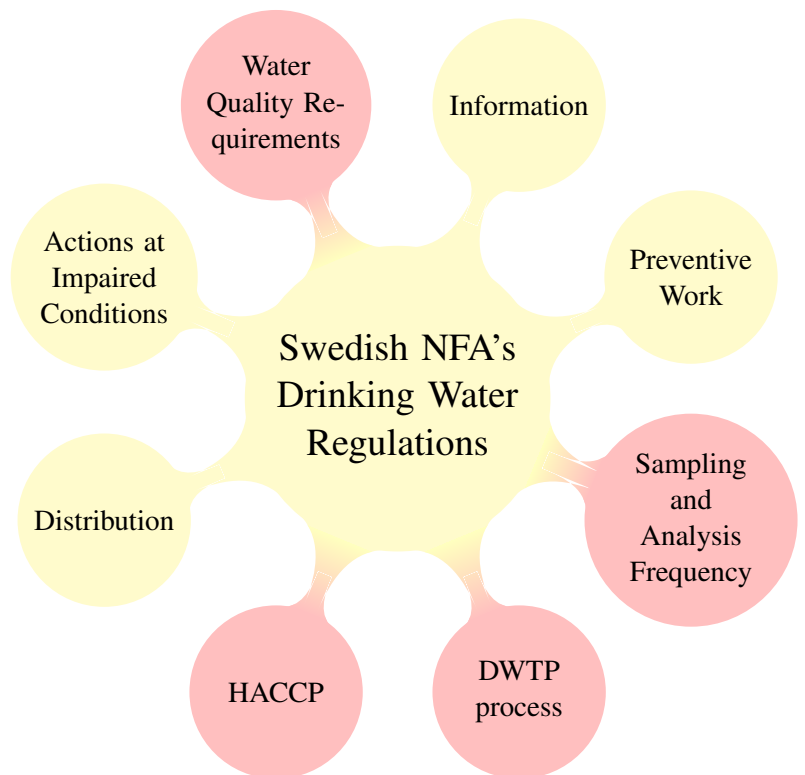 Water
Quality Re-
quirements
Information
Actions at
Impaired
Conditions
Preventive
Work
Swedish NFA's
Drinking Water
Regulations
Distribution
Sampling
and
Analysis
Frequency
HACCP
DWTP
process